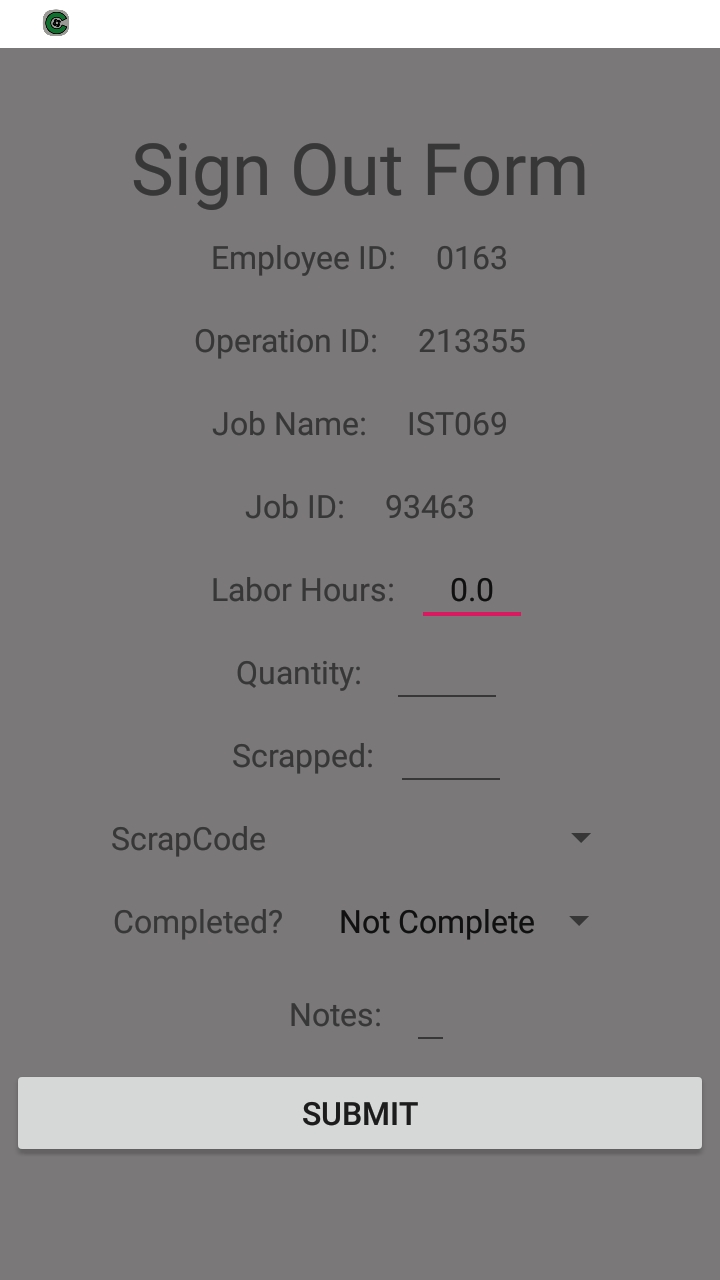 Sign Out Form
Employee ID: 0163
Operation ID: 213355
Job Name: IST069
Job ID: 93463
Labor Hours: 0.0
Quantity:
Scrapped:
ScrapCode
Completed? Not Complete
Notes:
SUBMIT